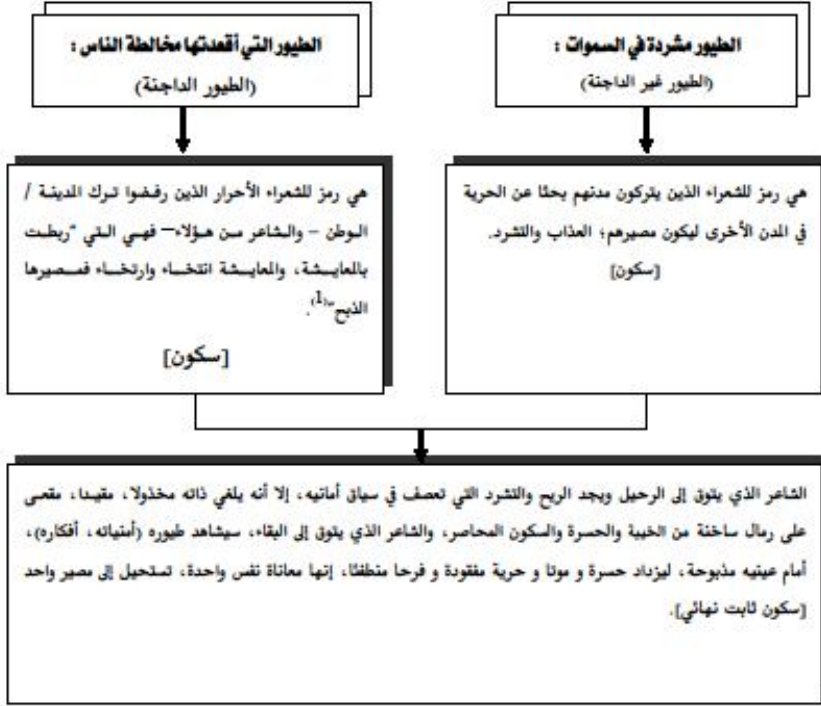 الطيور التي أقعدتها مخالطة الناس :
(الطيور الداجنة)
الطيور مشردة في السموات :
(الطيور غير الداجنة)
هي رمز للشعراء الأحرار الذين رفضوا ترك المدينة /
الوطن – والشاعر من هؤلاء– فهي التي "ربطت
بالمعايشة، والمعايشة انتخاء وارتخاء فمصيرها
الذبح"(1).
[سكون]
هي رمز للشعراء الذين يتركون مدنهم بحثا عن الحرية
في المدن الأخرى ليكون مصيرهم؛ العذاب والتشرد.
[سكون]
الشاعر الذي يتوق إلى الرحيل ويجد الريح والتشرد التي تعصف في سياق أمانيه، إلا أنه يلغي ذاته مخذولا، مقيدا، مقعى
على رمال ساخنة من الخيبة والحسرة والسكون المحاصر، والشاعر الذي يتوق إلى البقاء، سيشاهد طيوره (أمنياته، أفكاره)،
أمام عينيه مذبوحة، ليزداد حسرة و موتا و حرية مفقودة و فرحا منطفئا، إنها معاناة نفس واحدة، تستحيل إلى مصير واحد
[سكون ثابت نهائي].